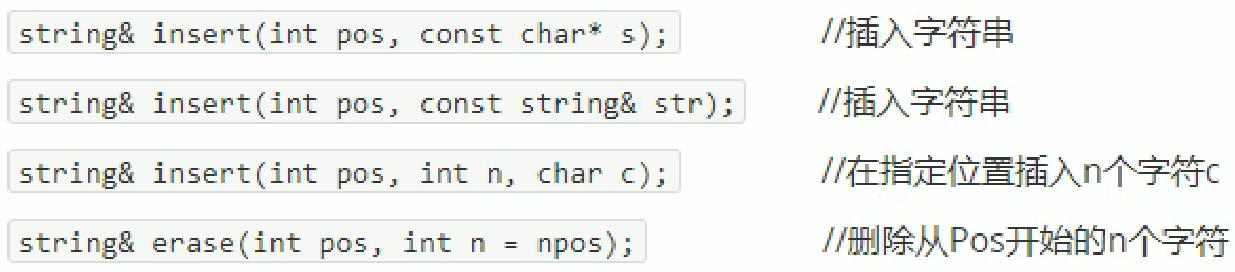 string& insert(int pos, const char* s); //插入字符串
string& insert(int pos, const string& str); //插入字符串
string& insert(int pos, int n, char c); //在指定位置插入n个字符c
string& erase(int pos, int n = npos); //删除从Pos开始的n个字符